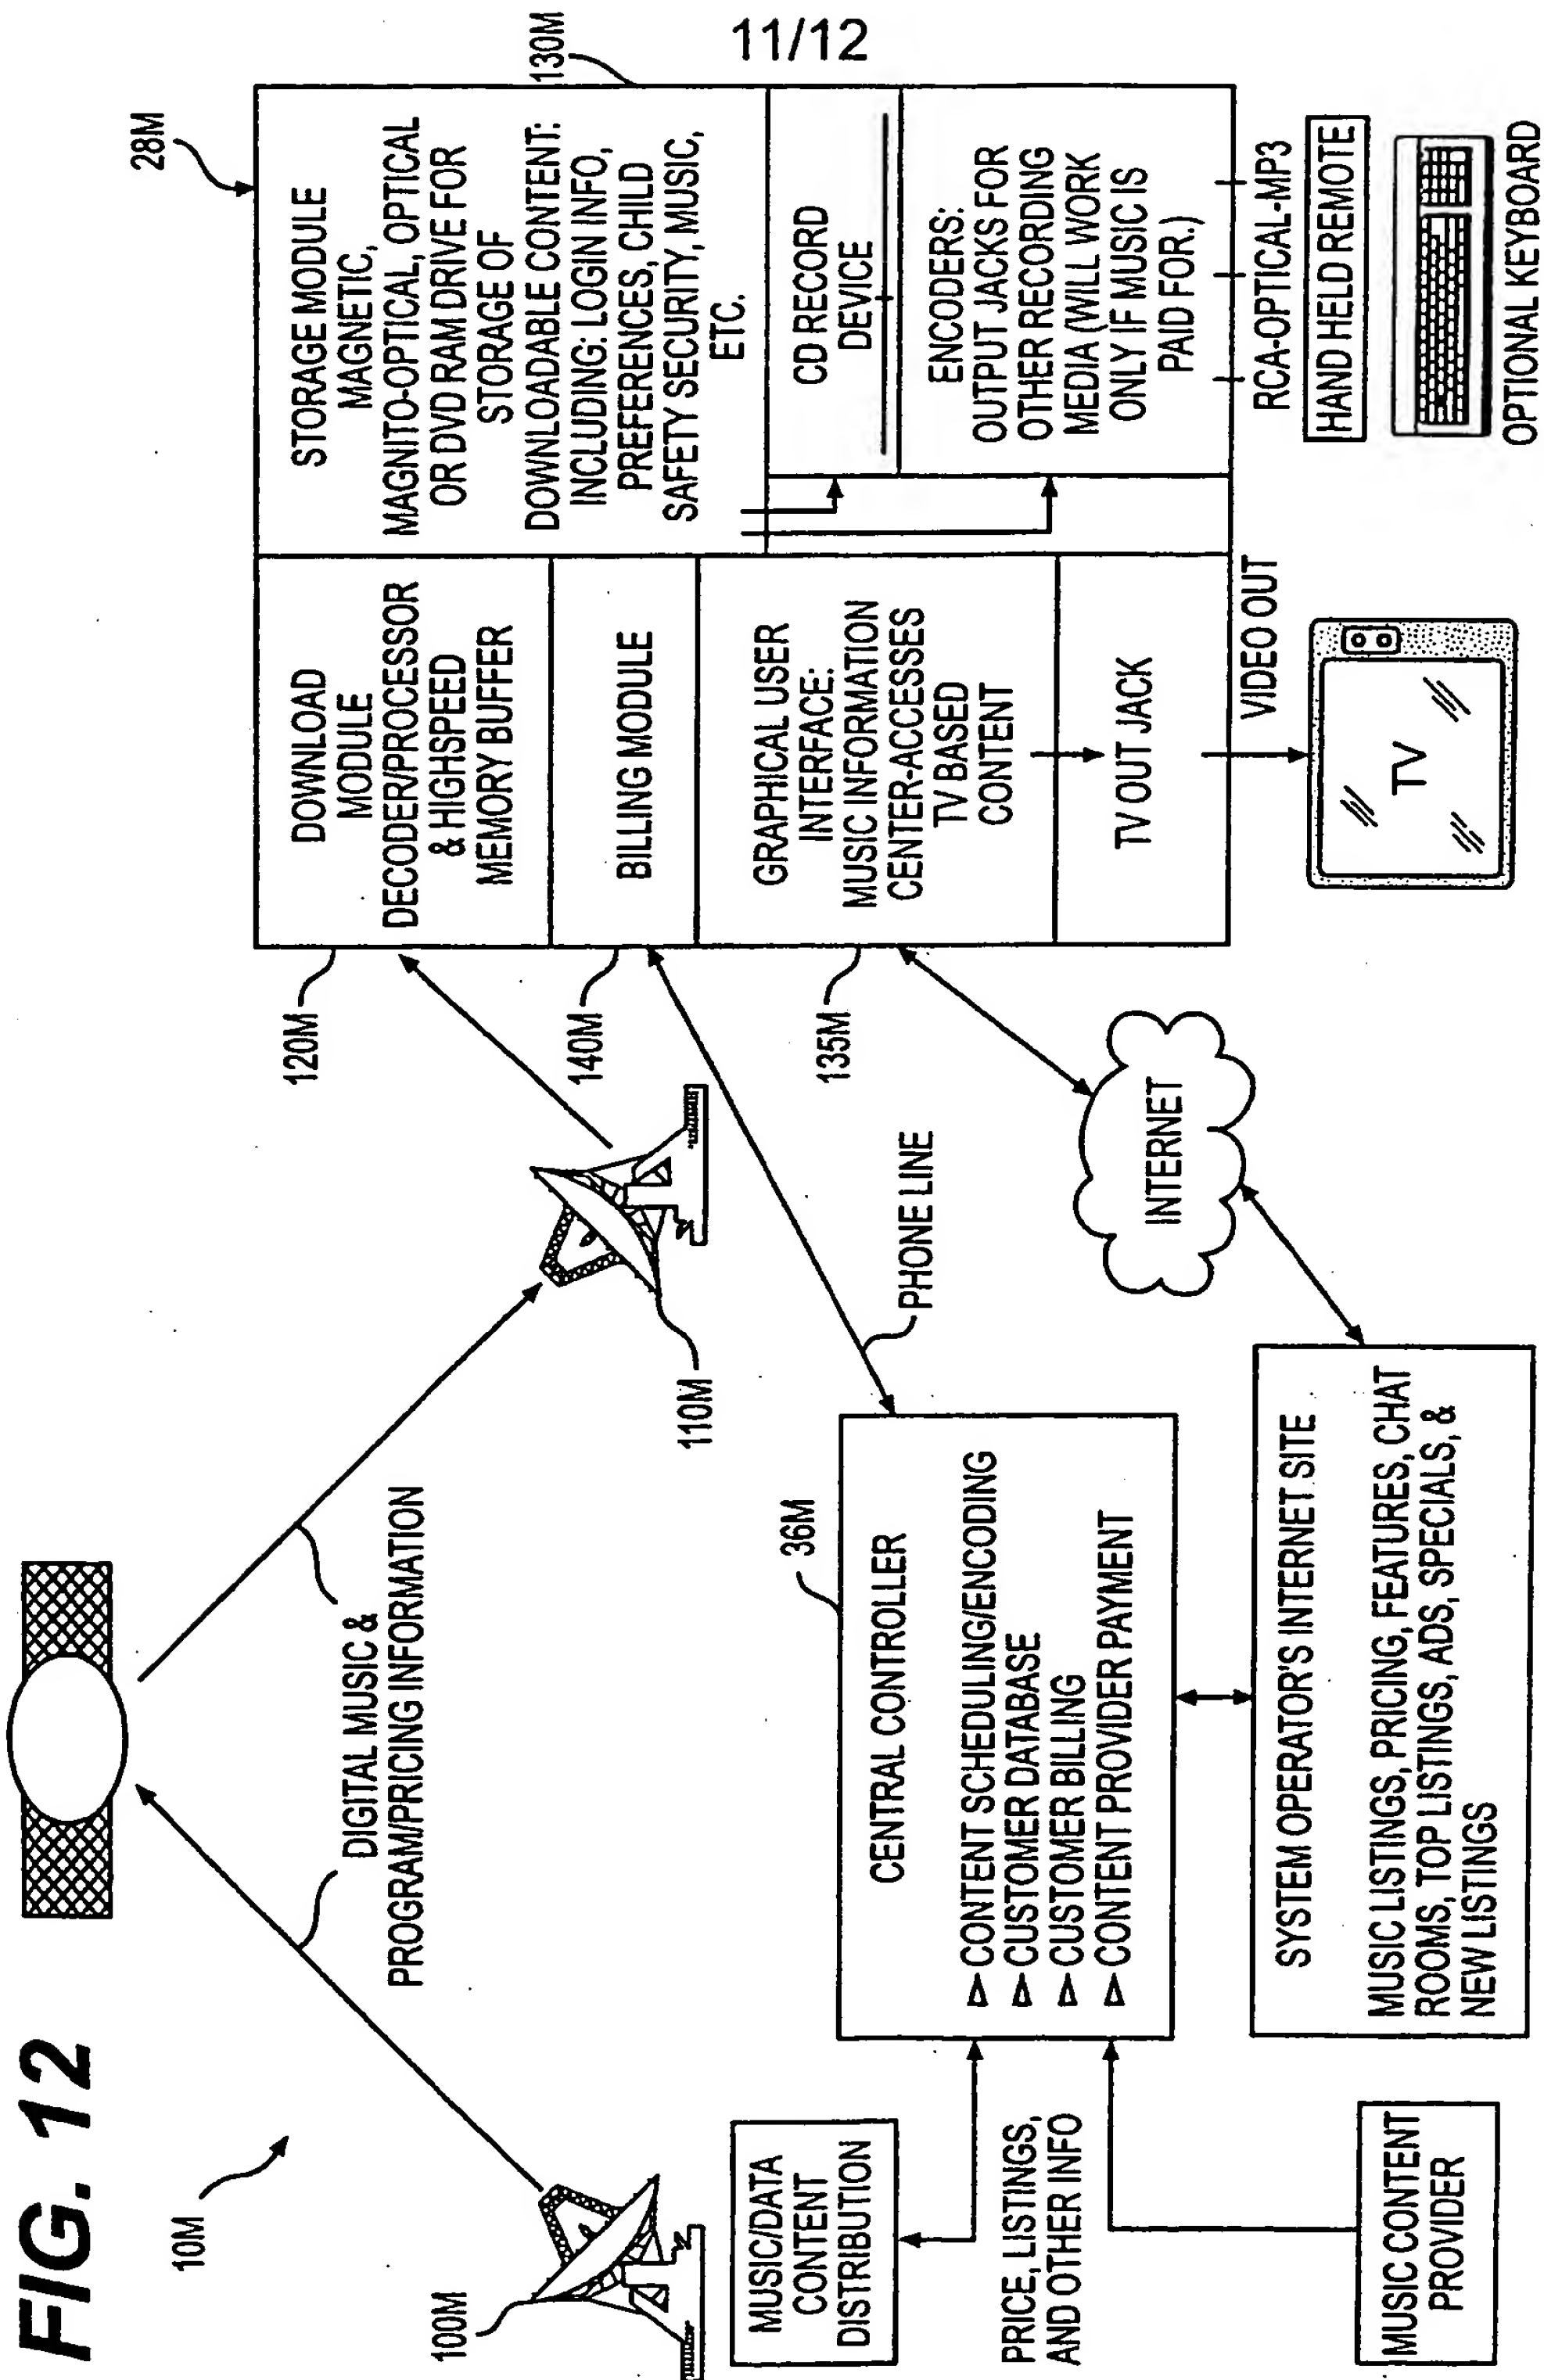 11/12
FIG. 12
10M
100M
DIGITAL MUSIC &
PROGRAM/PRICING INFORMATION
110M
28M
130M
120M
DOWNLOAD
MODULE
DECODER/PROCESSOR
& HIGHSPEED
MEMORY BUFFER
STORAGE MODULE
MAGNETIC,
MAGNITO-OPTICAL, OPTICAL
OR DVD RAM DRIVE FOR
STORAGE OF
DOWNLOADABLE CONTENT:
INCLUDING: LOGIN INFO,
PREFERENCES, CHILD
SAFETY SECURITY, MUSIC,
ETC.
140M
BILLING MODULE
135M
GRAPHICAL USER
INTERFACE:
MUSIC INFORMATION
CENTER-ACCESSES
TV BASED
CONTENT
CD RECORD
DEVICE
ENCODERS:
OUTPUT JACKS FOR
OTHER RECORDING
MEDIA (WILL WORK
ONLY IF MUSIC IS
PAID FOR.)
TV OUT JACK
VIDEO OUT
TV
RCA-OPTICAL-MP3
HAND HELD REMOTE
OPTIONAL KEYBOARD
MUSIC/DATA
CONTENT
DISTRIBUTION
PRICE, LISTINGS,
AND OTHER INFO
MUSIC CONTENT
PROVIDER
36M
CENTRAL CONTROLLER
CONTENT SCHEDULING/ENCODING
CUSTOMER DATABASE
CUSTOMER BILLING
CONTENT PROVIDER PAYMENT
PHONE LINE
INTERNET
SYSTEM OPERATOR'S INTERNET SITE
MUSIC LISTINGS, PRICING, FEATURES, CHAT
ROOMS, TOP LISTINGS, ADS, SPECIALS, &
NEW LISTINGS